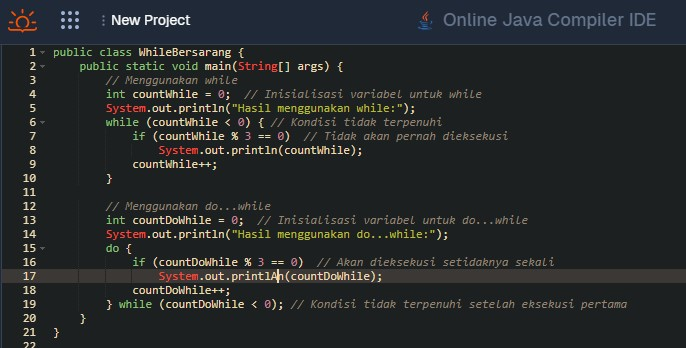 New Project
Online Java Compiler IDE
1 public class WhileBersarang {
2 public static void main(String[] args) {
3 // Menggunakan while
4 int countWhile = 0; // Inisialisasi variabel untuk while
5 System.out.println("Hasil menggunakan while:");
6 while (countWhile < 0) { // Kondisi tidak terpenuhi
7 if (countWhile % 3 == 0) // Tidak akan pernah dieksekusi
8 System.out.println(countWhile);
9 countWhile++;
10 }
11
12 // Menggunakan do...while
13 int countDoWhile = 0; // Inisialisasi variabel untuk do...while
14 System.out.println("Hasil menggunakan do...while:");
15 do {
16 if (countDoWhile % 3 == 0) // Akan dieksekusi setidaknya sekali
17 System.out.printlAn(countDoWhile);
18 countDoWhile++;
19 } while (countDoWhile < 0); // Kondisi tidak terpenuhi setelah eksekusi pertama
20 }
21 }
22